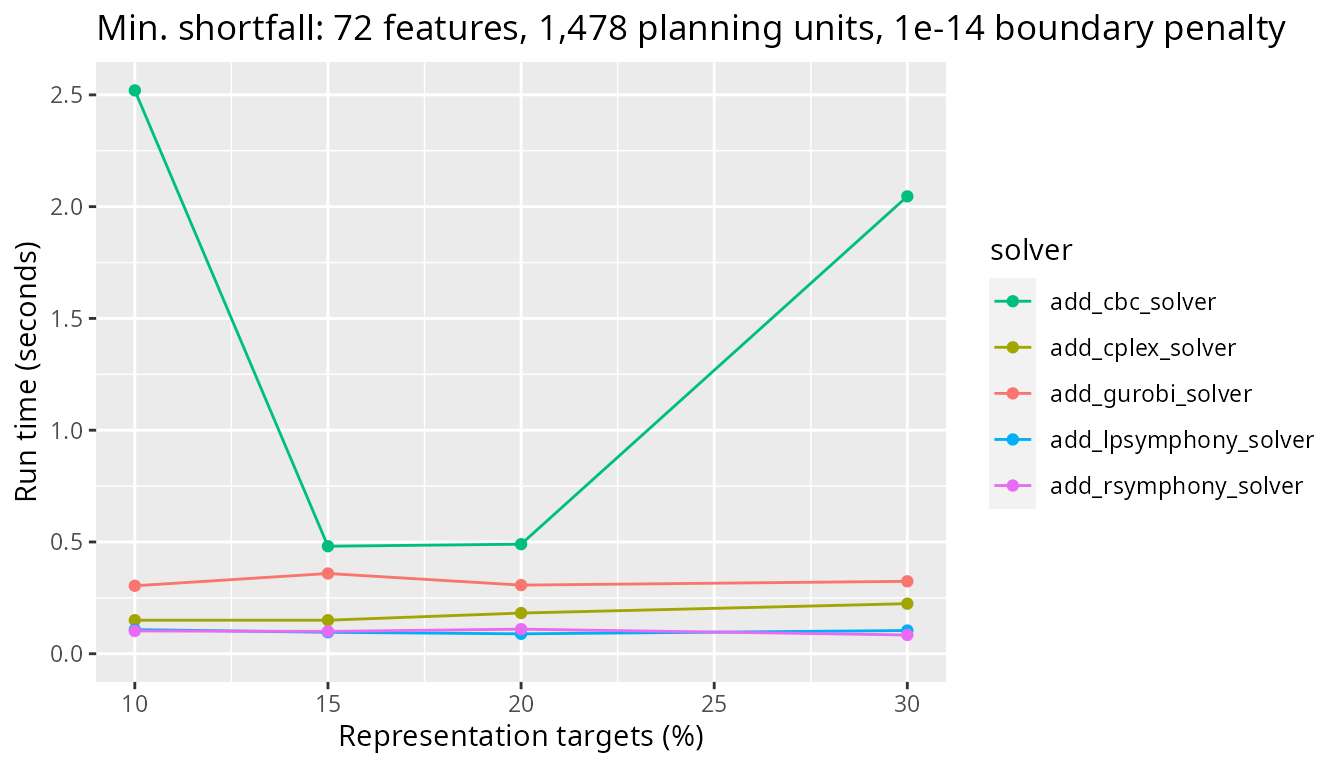 Min. shortfall: 72 features, 1,478 planning units, 1e-14 boundary penalty
Run time (seconds)
2.5
2.0
1.5
1.0
0.5
0.0
10 15 20 25 30
Representation targets (%)
solver
add_cbc_solver
add_cplex_solver
add_gurobi_solver
add_lpsymphony_solver
add_rsymphony_solver